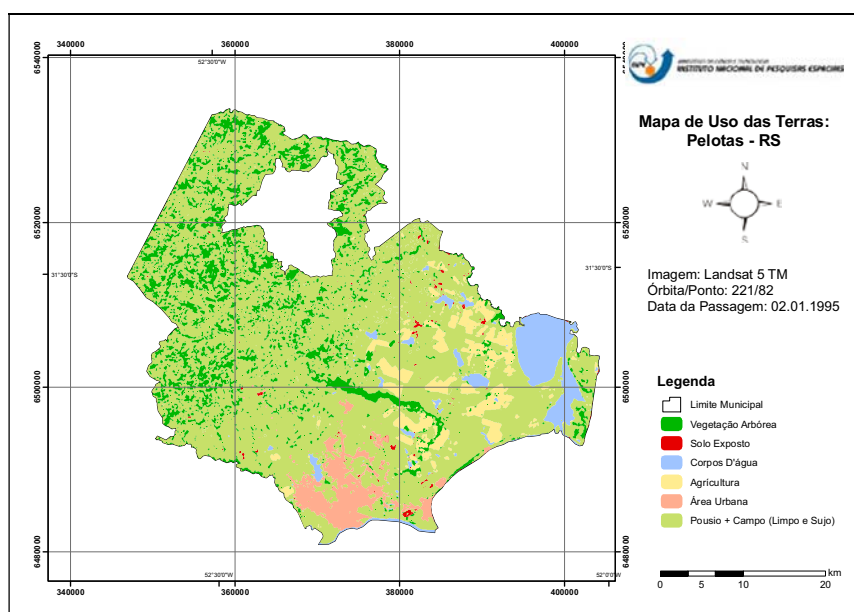 340000 360000 380000 400000
52°30'0"W
6540000
6520000
31°30'0"S
6500000
6480000
6520000
31°30'0"S
6500000
6480000
52°30'0"W
52°0'0"W
340000 360000 380000 400000
INSTITUTO NACIONAL DE PESQUISAS ESPACIAIS
Mapa de Uso das Terras:
Pelotas - RS
N
W E
S
Imagem: Landsat 5 TM
Órbita/Ponto: 221/82
Data da Passagem: 02.01.1995
Legenda
Limite Municipal
Vegetação Arbórea
Solo Exposto
Corpos D'água
Agricultura
Área Urbana
Pousio + Campo (Limpo e Sujo)
km
0 5 10 20